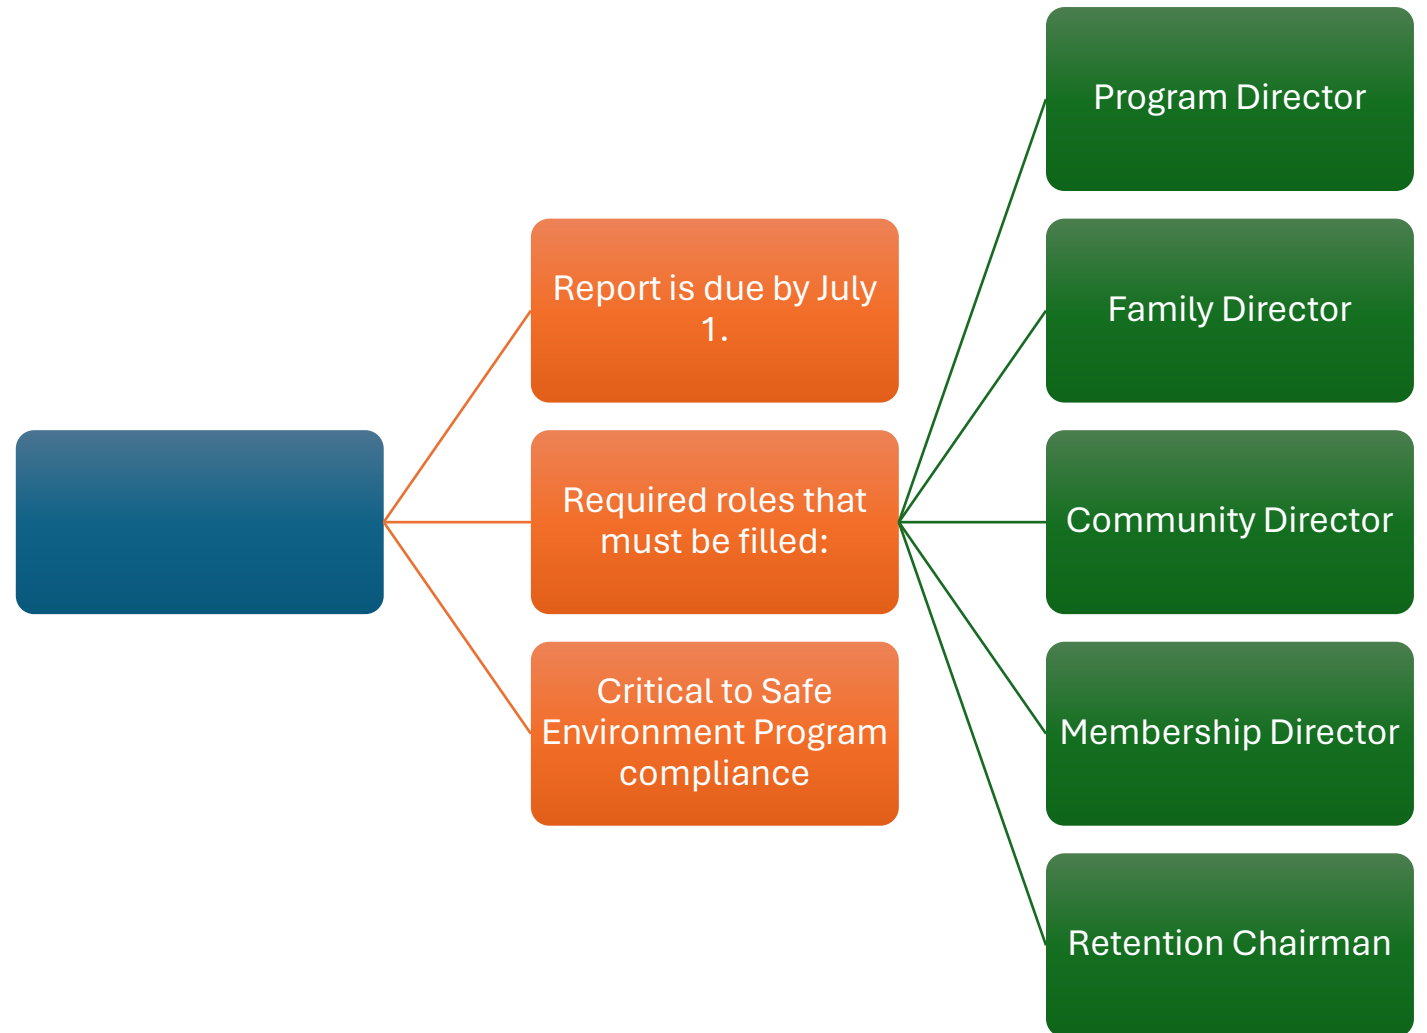 Program Director
Report is due by July
1.
Family Director
Required roles that
must be filled:
Community Director
Critical to Safe
Environment Program
compliance
Membership Director
Retention Chairman